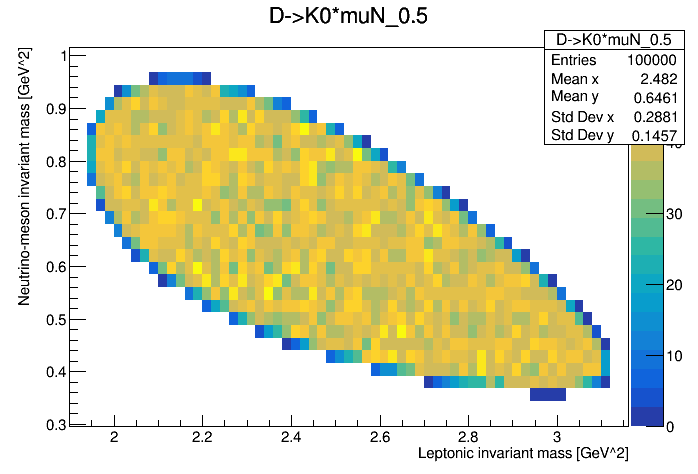 D->K0*muN_0.5
D->K0*muN_0.5
Entries 100000
Mean x 2.482
Mean y 0.6461
Std Dev x 0.2881
Std Dev y 0.1457
Neutrino-meson invariant mass [GeV^2]
1
0.9
0.8
0.7
0.6
0.5
0.4
0.3
2 2.2 2.4 2.6 2.8 3
Leptonic invariant mass [GeV^2]
30
20
10
0